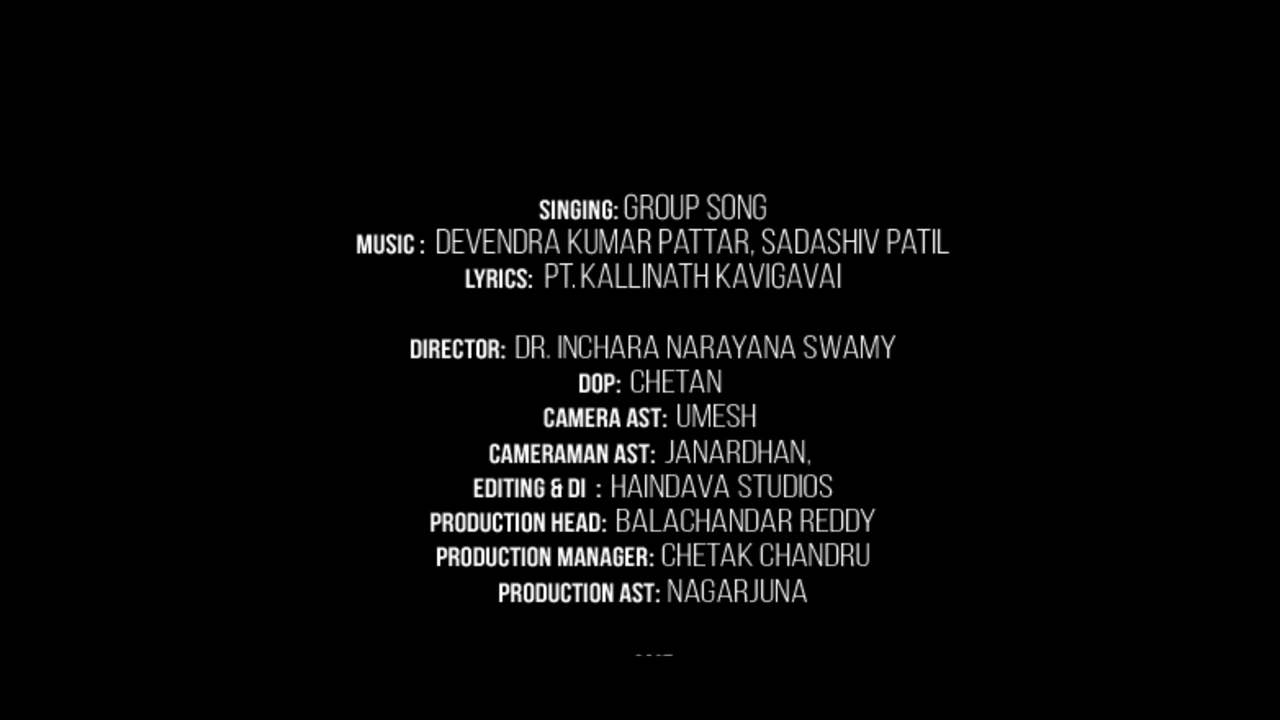 SINGING: GROUP SONG
MUSIC : DEVENDRA KUMAR PATTAR, SADASHIV PATIL
LYRICS: PT. KALLINATH KAVIGAVAI
DIRECTOR: DR. INCHARA NARAYANA SWAMY
DOP: CHETAN
CAMERA AST: UMESH
CAMERAMAN AST: JANARDHAN,
EDITING & DI : HAINDAVA STUDIOS
PRODUCTION HEAD: BALACHANDAR REDDY
PRODUCTION MANAGER: CHETAK CHANDRU
PRODUCTION AST: NAGARJUNA